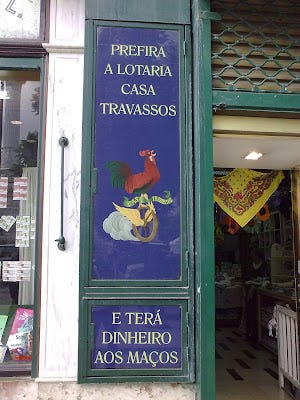 PREFIRA
A LOTARIA
CASA
TRAVASSOS
E TERÁ
DINHEIRO
AOS MAÇOS